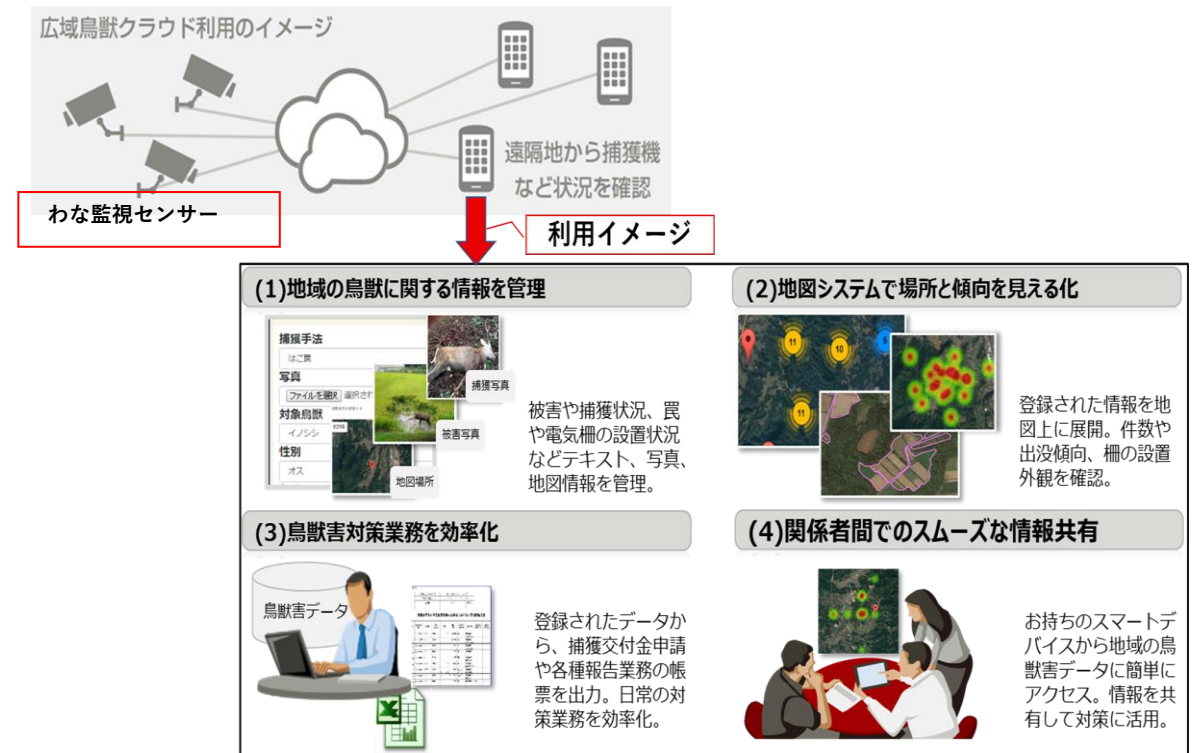 広域鳥獣クラウド利用のイメージ
遠隔地から捕獲機
など状況を確認
わな監視センサー
利用イメージ
(1)地域の鳥獣に関する情報を管理
捕獲手法
はこ罠
写真
ファイルを選択 選択され
対象鳥獣
イノシシ
性別
オス
捕獲写真
被害写真
地図場所
被害や捕獲状況、罠
や電気柵の設置状況
などテキスト、写真、
地図情報を管理。
(2)地図システムで場所と傾向を見える化
11
10
6
11
登録された情報を地
図上に展開。件数や
出没傾向、柵の設置
外観を確認。
(3)鳥獣害対策業務を効率化
鳥獣害データ
登録されたデータか
ら、捕獲交付金申請
や各種報告業務の帳
票を出力。日常の対
策業務を効率化。
(4)関係者間でのスムーズな情報共有
お持ちのスマートデ
バイスから地域の鳥
獣害データに簡単に
アクセス。情報を共
有して対策に活用。